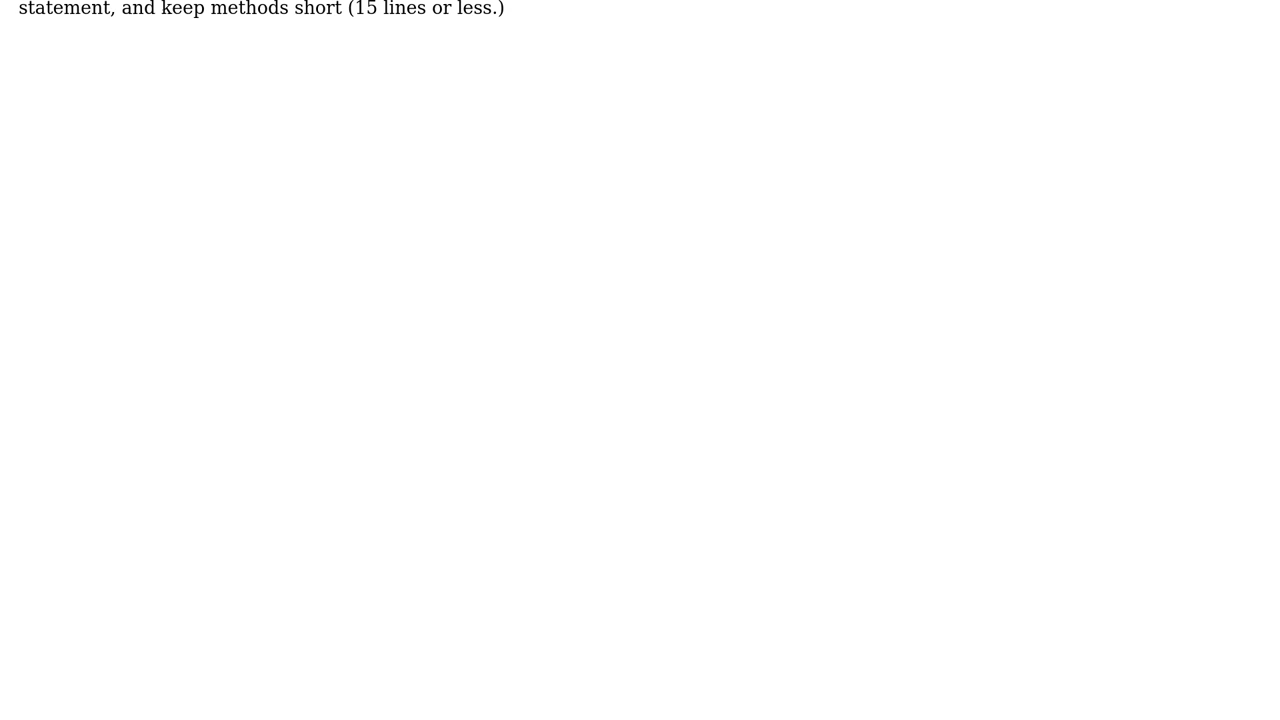 statement, and keep methods short (15 lines or less.)